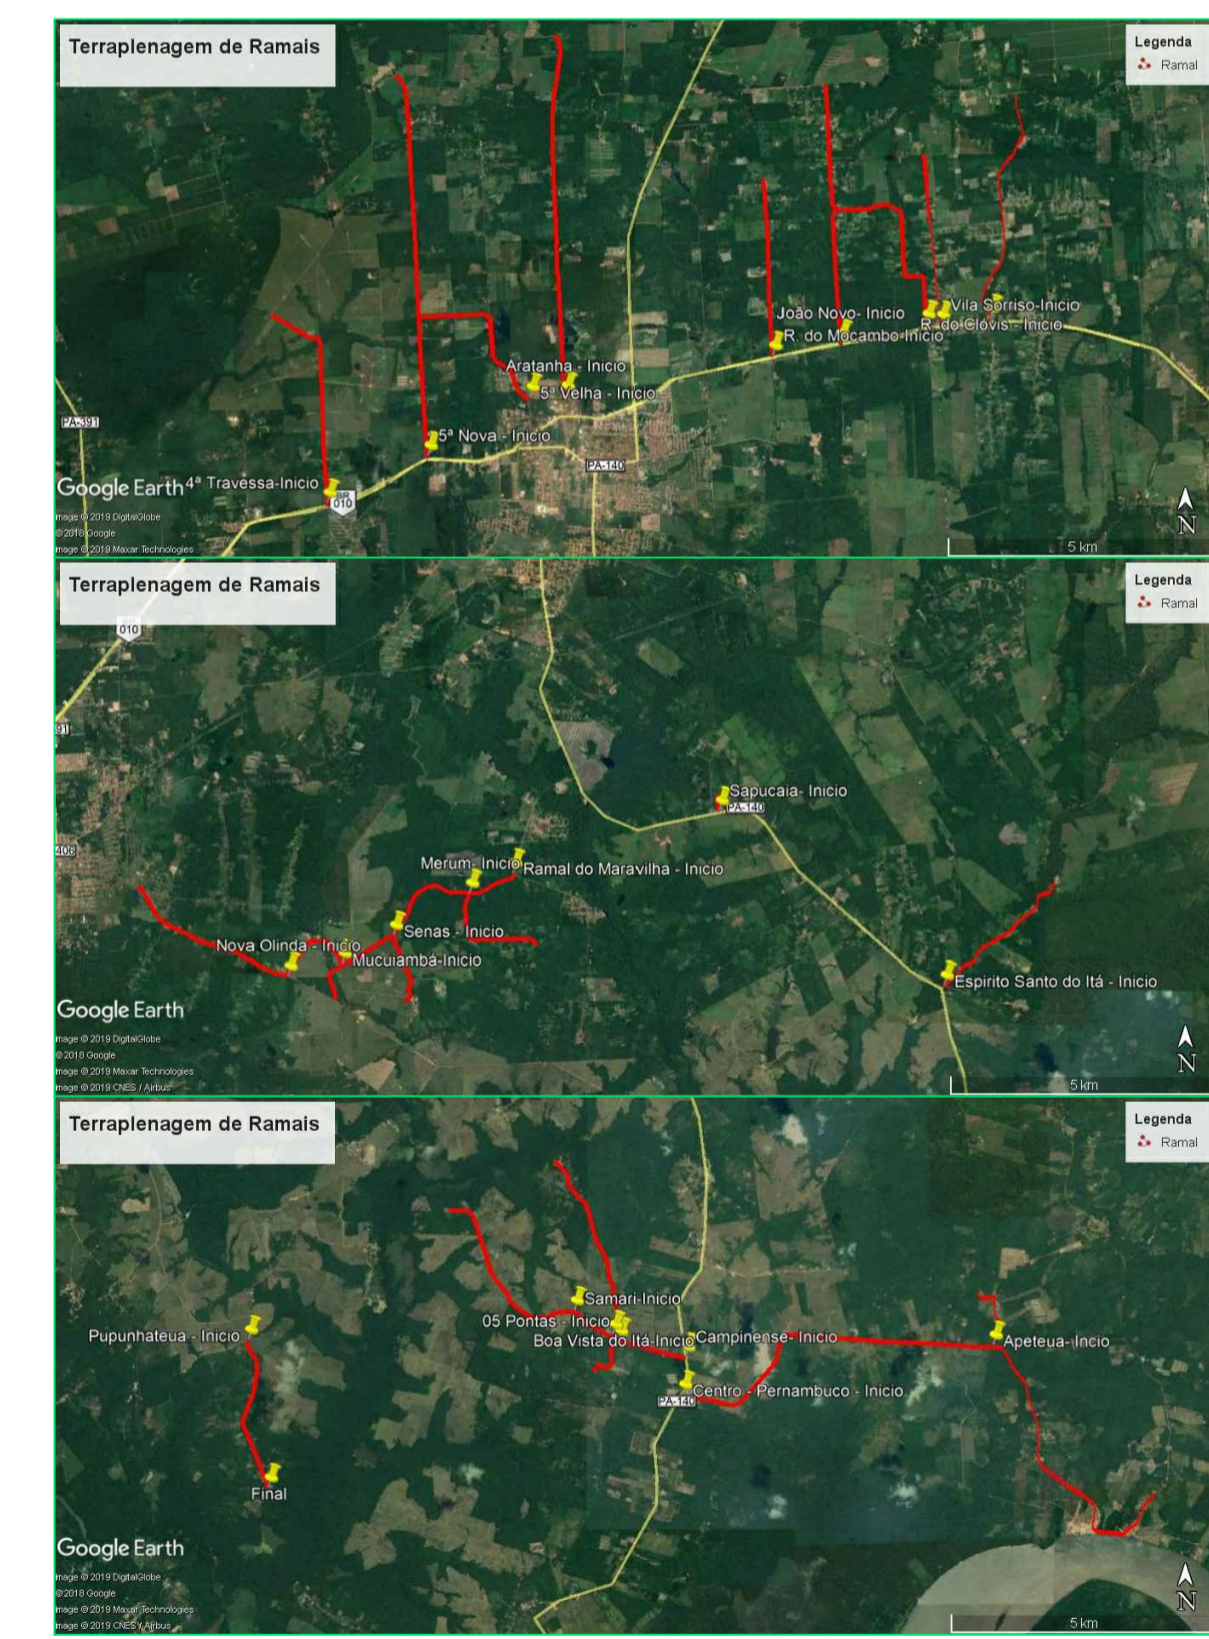 Terraplenagem de Ramais
Legenda
Ramal
João Novo- Inicio
Vila Sorriso-Inicio
R. do Clóvis - Inicio
R. do Mocambo Inicio
Aratanha - Inicio
5ª Velha - Inicio
PA-391
5ª Nova - Inicio
PA-140
4ª Travessa-Inicio
BR
010
Google Earth
Image © 2019 DigitalGlobe
© 2018 Google
Image © 2019 Maxar Technologies
N
5 km
Terraplenagem de Ramais
Legenda
Ramal
010
91
Sapucaia- Inicio
PA-140
406
Merum- Inicio
Ramal do Maravilha - Inicio
Senas - Inicio
Nova Olinda - Inicio
Mucuiambá-Inicio
Espirito Santo do Itá - Inicio
Google Earth
Image © 2019 DigitalGlobe
© 2018 Google
Image © 2019 Maxar Technologies
Image © 2019 CNES / Airbus
N
5 km
Terraplenagem de Ramais
Legenda
Ramal
Samari-Inicio
05 Pontas - Inicio
Pupunhateua - Inicio
Boa Vista do Itá-Inicio
Campinense- Inicio
Apeteua- Incio
Centro - Pernambuco - Inicio
PA-140
Final
Google Earth
Image © 2019 DigitalGlobe
© 2018 Google
Image © 2019 Maxar Technologies
Image © 2019 CNES / Airbus
N
5 km